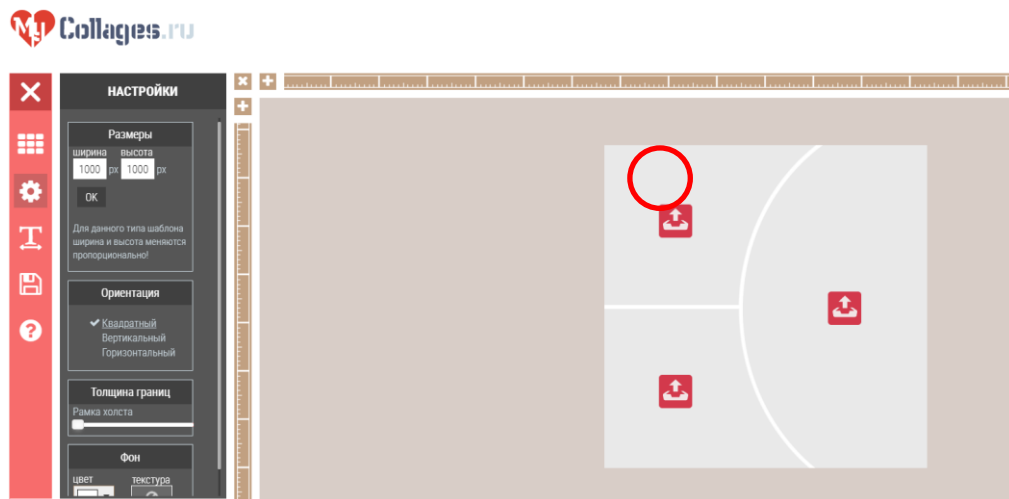 My Collages.ru
НАСТРОЙКИ
Размеры
ширина высота
1000 px 1000 px
OK
Для данного типа шаблона
ширина и высота меняются
пропорционально!
Ориентация
Квадратный
Вертикальный
Горизонтальный
Толщина границ
Рамка холста
Фон
цвет текстура